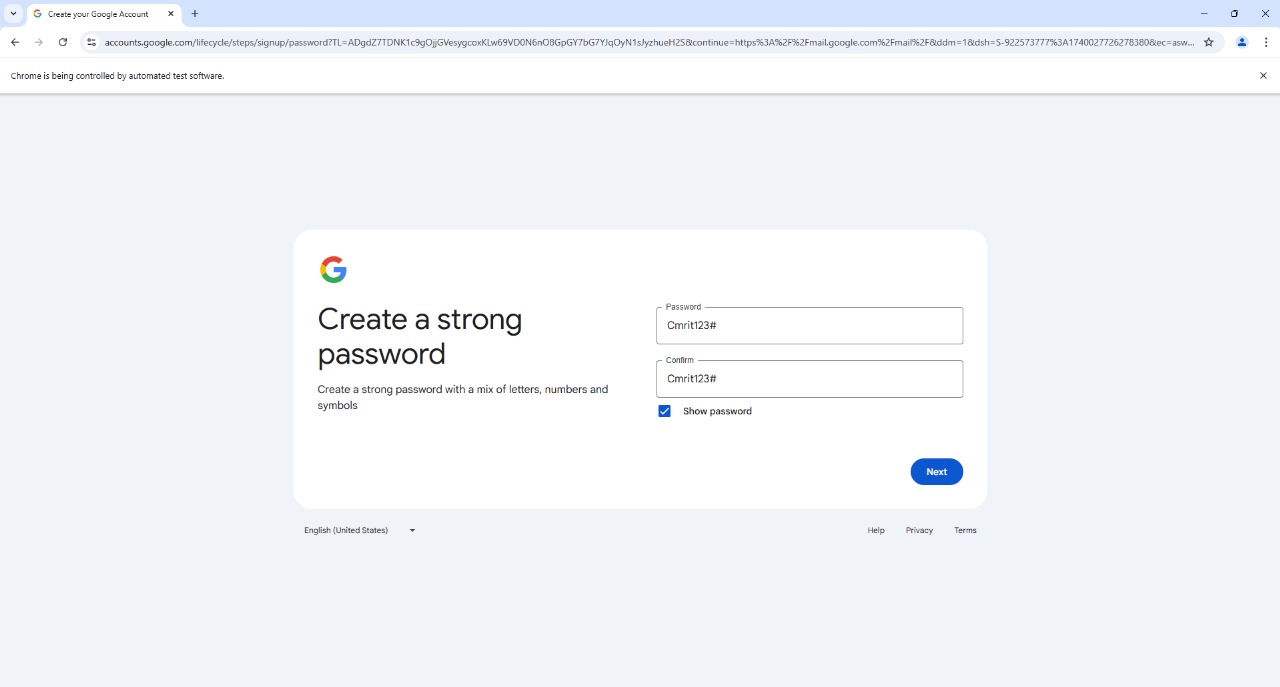 Create your Google Account
accounts.google.com/lifecycle/steps/signup/password?TL=ADgdZ7TDNK1c9gOjjGVesygcoxKLw69VD0N6nO8GpGY7bG7YJqOyN1sJyzhueH2S&continue=https%3A%2F%2Fmail.google.com%2Fmail%2F&ddm=1&dsh=S-922573777%3A1740027726278380&ec=asw...
Chrome is being controlled by automated test software.
Create a strong
password
Create a strong password with a mix of letters, numbers and
symbols
Password
Cmrit123#
Confirm
Cmrit123#
Show password
Next
English (United States)
Help Privacy Terms